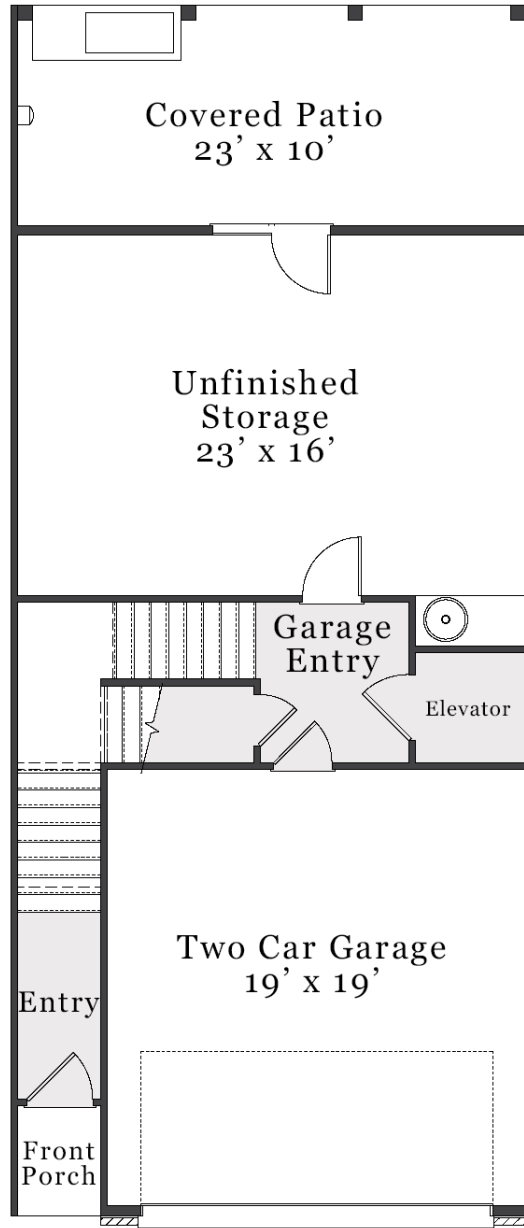 Covered Patio
23’ x 10’
Unfinished
Storage
23’ x 16’
Garage
Entry
Elevator
Two Car Garage
19’ x 19’
Entry
Front
Porch